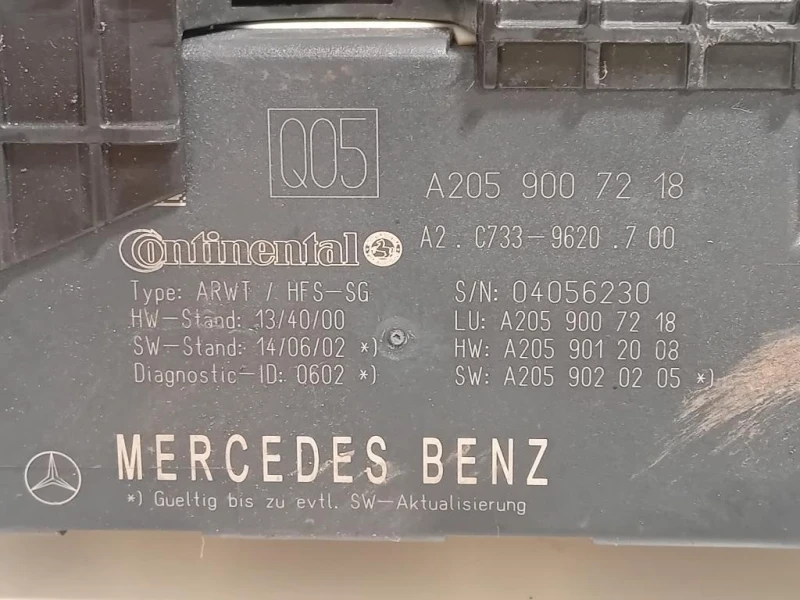 Q05
A205 900 72 18
Continental
A2. C733-9620.700
Type: ARWT / HFS-SG
S/N: 04056230
HW-Stand: 13/40/00
LU: A205 900 72 18
SW-Stand: 14/06/02 *)
HW: A205 901 20 08
Diagnostic-ID: 0602 *)
SW: A205 902 02 05 *)
MERCEDES BENZ
*) Gueltig bis zu evtl. SW-Aktualisierung